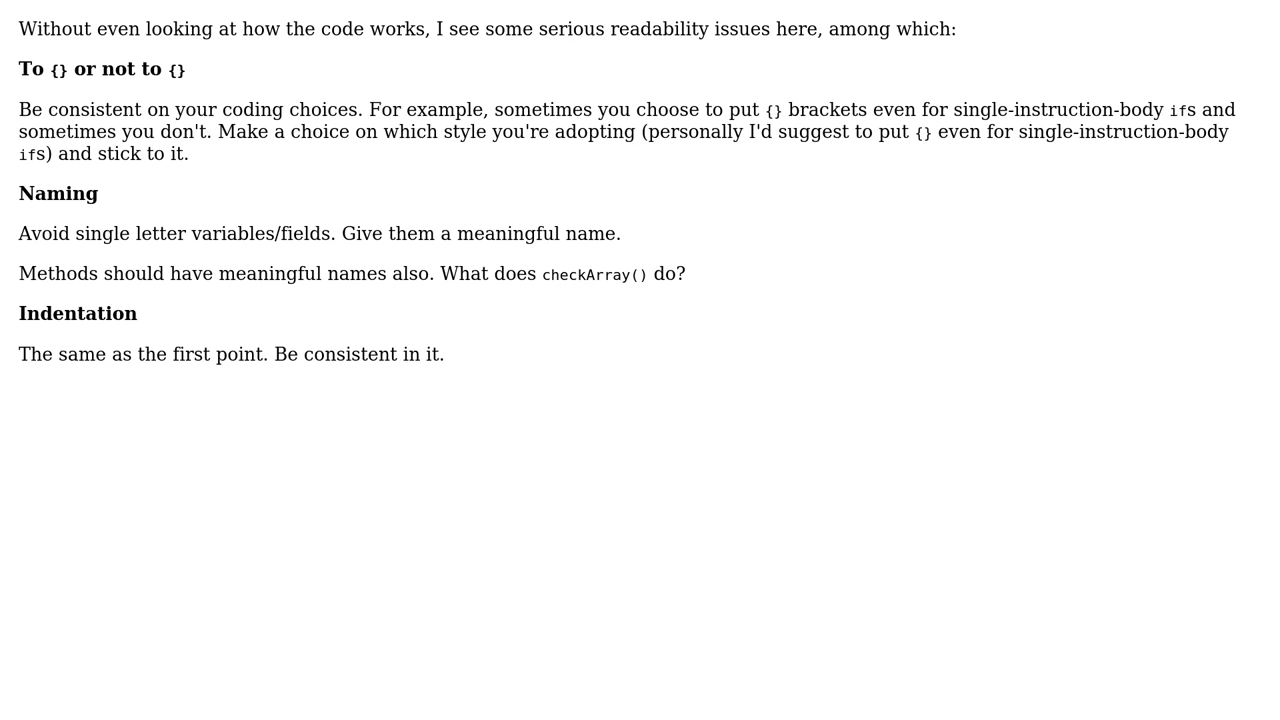 Without even looking at how the code works, I see some serious readability issues here, among which:
To {} or not to {}
Be consistent on your coding choices. For example, sometimes you choose to put {} brackets even for single-instruction-body ifs and
sometimes you don't. Make a choice on which style you're adopting (personally I'd suggest to put {} even for single-instruction-body
ifs) and stick to it.
Naming
Avoid single letter variables/fields. Give them a meaningful name.
Methods should have meaningful names also. What does checkArray() do?
Indentation
The same as the first point. Be consistent in it.